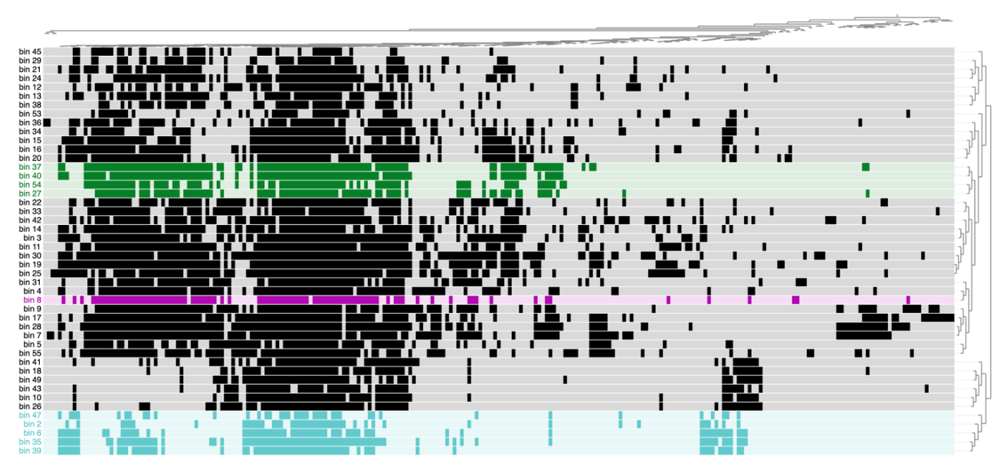 bin 45
bin 29
bin 21
bin 24
bin 12
bin 13
bin 38
bin 53
bin 36
bin 34
bin 15
bin 16
bin 20
bin 37
bin 40
bin 54
bin 27
bin 22
bin 33
bin 42
bin 14
bin 3
bin 11
bin 30
bin 19
bin 25
bin 31
bin 4
bin 8
bin 9
bin 17
bin 28
bin 7
bin 5
bin 55
bin 41
bin 18
bin 49
bin 43
bin 10
bin 26
bin 47
bin 2
bin 6
bin 35
bin 39